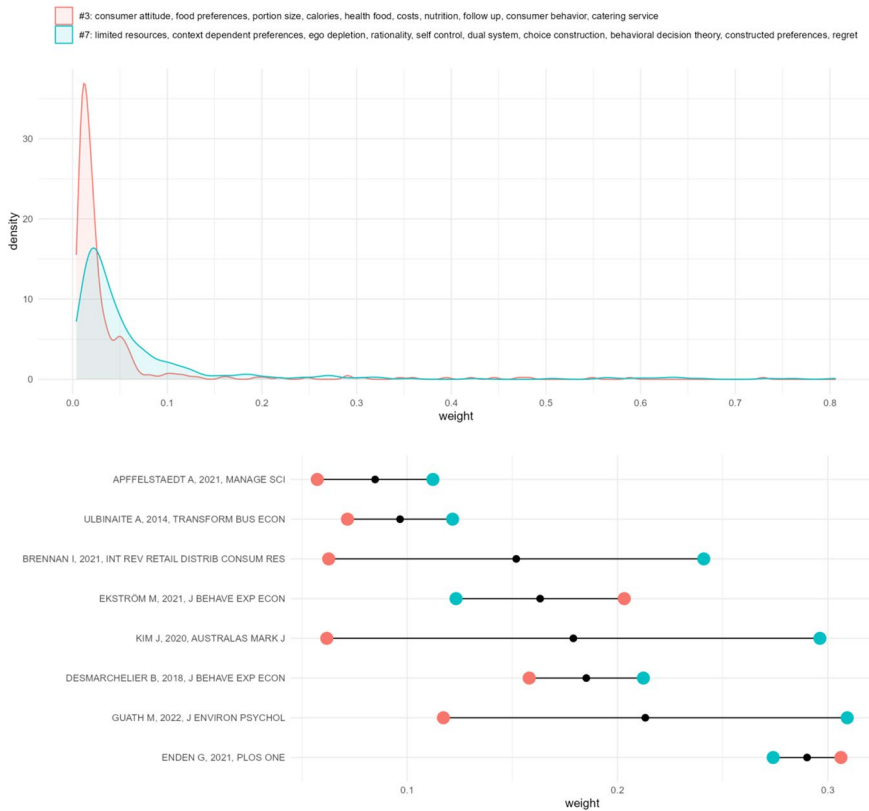 #3: consumer attitude, food preferences, portion size, calories, health food, costs, nutrition, follow up, consumer behavior, catering service
#7: limited resources, context dependent preferences, ego depletion, rationality, self control, dual system, choice construction, behavioral decision theory, constructed preferences, regret
density
30
20
10
0
0.0 0.1 0.2 0.3 0.4 0.5 0.6 0.7 0.8
weight
APFFELSTAEDT A, 2021, MANAGE SCI
ULBINAITE A, 2014, TRANSFORM BUS ECON
BRENNAN I, 2021, INT REV RETAIL DISTRIB CONSUM RES
EKSTRÖM M, 2021, J BEHAVE EXP ECON
KIM J, 2020, AUSTRALAS MARK J
DESMARCHELIER B, 2018, J BEHAVE EXP ECON
GUATH M, 2022, J ENVIRON PSYCHOL
ENDEN G, 2021, PLOS ONE
0.1 0.2 0.3
weight